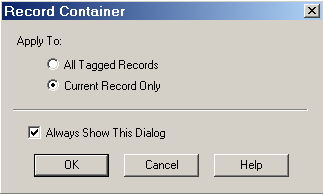 Record Container
Apply To:
All Tagged Records
Current Record Only
Always Show This Dialog
OK Cancel Help